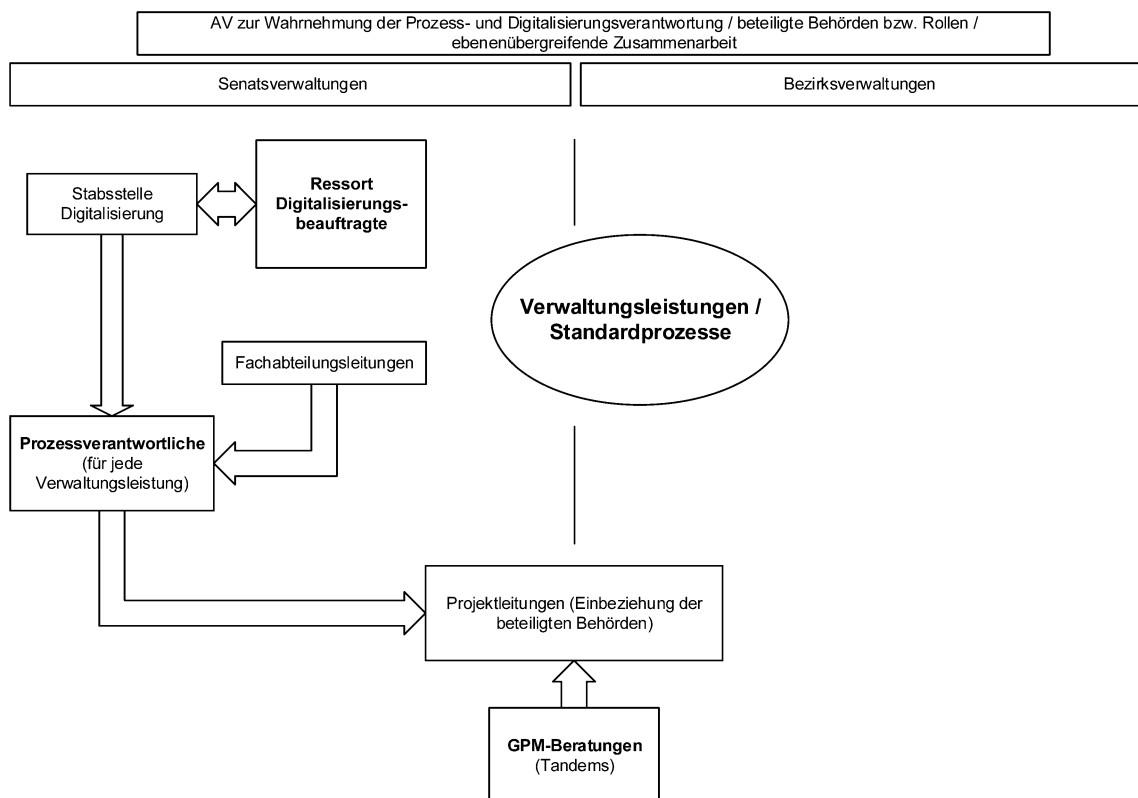 AV zur Wahrnehmung der Prozess- und Digitalisierungsverantwortung / beteiligte Behörden bzw. Rollen /
ebenenübergreifende Zusammenarbeit
Senatsverwaltungen
Bezirksverwaltungen
Stabsstelle
Digitalisierung
Ressort
Digitalisierungs-
beauftragte
Verwaltungsleistungen /
Standardprozesse
Fachabteilungsleitungen
Prozessverantwortliche
(für jede
Verwaltungsleistung)
Projektleitungen (Einbeziehung der
beteiligten Behörden)
GPM-Beratungen
(Tandems)